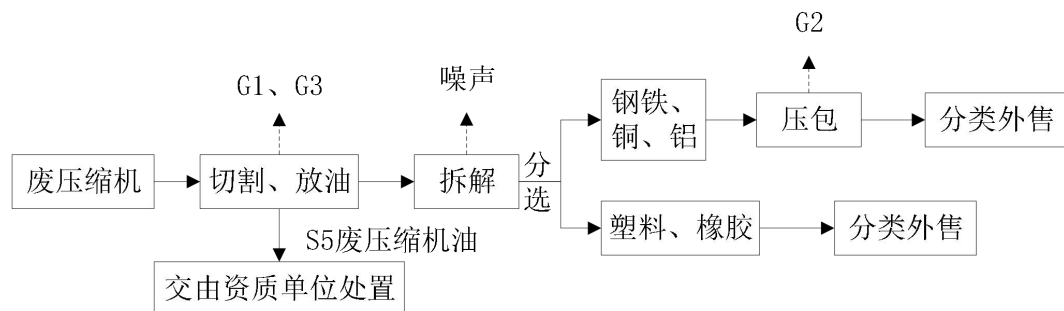 G2
G1、G3
噪声
钢铁、
铜、铝
压包
分类外售
废压缩机
切割、放油
拆解
分
选
塑料、橡胶
分类外售
S5废压缩机油
交由资质单位处置